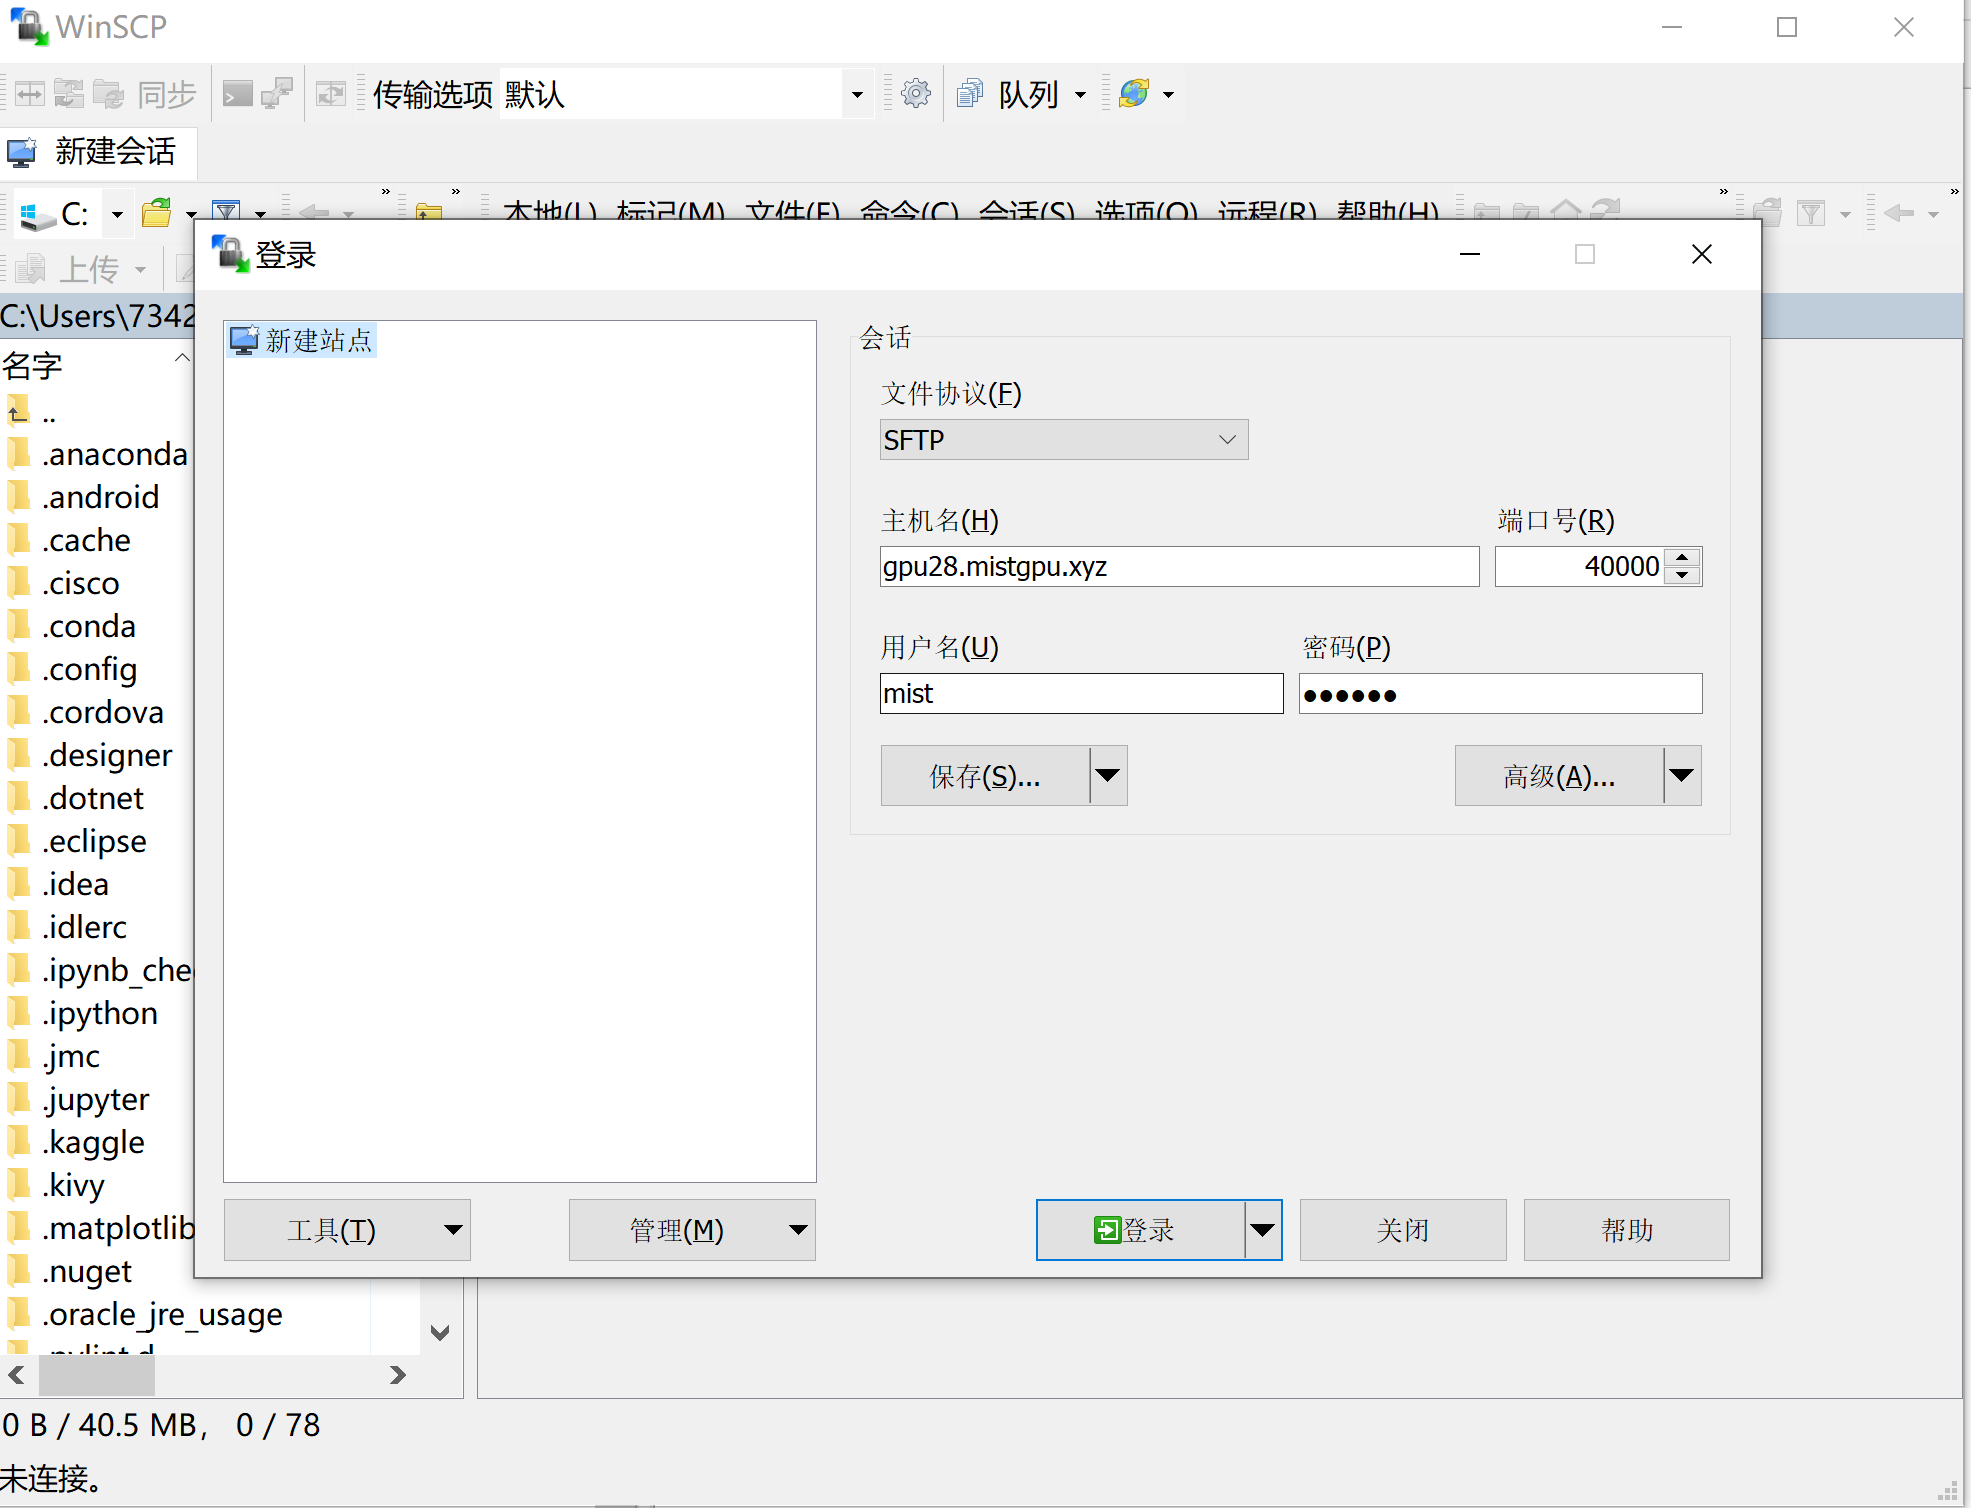 WinSCP
同步
传输选项 默认
队列
新建会话
C:
本地(L) 标记(M) 文件(F) 命令(C) 会话(S) 选项(O) 远程(R) 帮助(H)
上传
C:\Users\7342
名字
..
.anaconda
.android
.cache
.cisco
.conda
.config
.cordova
.designer
.dotnet
.eclipse
.idea
.idlerc
.ipynb_che
.ipython
.jmc
.jupyter
.kaggle
.kivy
.matplotlib
.nuget
.oracle_jre_usage
.pylint.d
0 B / 40.5 MB, 0 / 78
未连接。
登录
新建站点
会话
文件协议(F)
SFTP
主机名(H) 端口号(R)
gpu28.mistgpu.xyz 40000
用户名(U) 密码(P)
mist ●●●●●●
保存(S)... 高级(A)...
工具(T) 管理(M) 登录 关闭 帮助